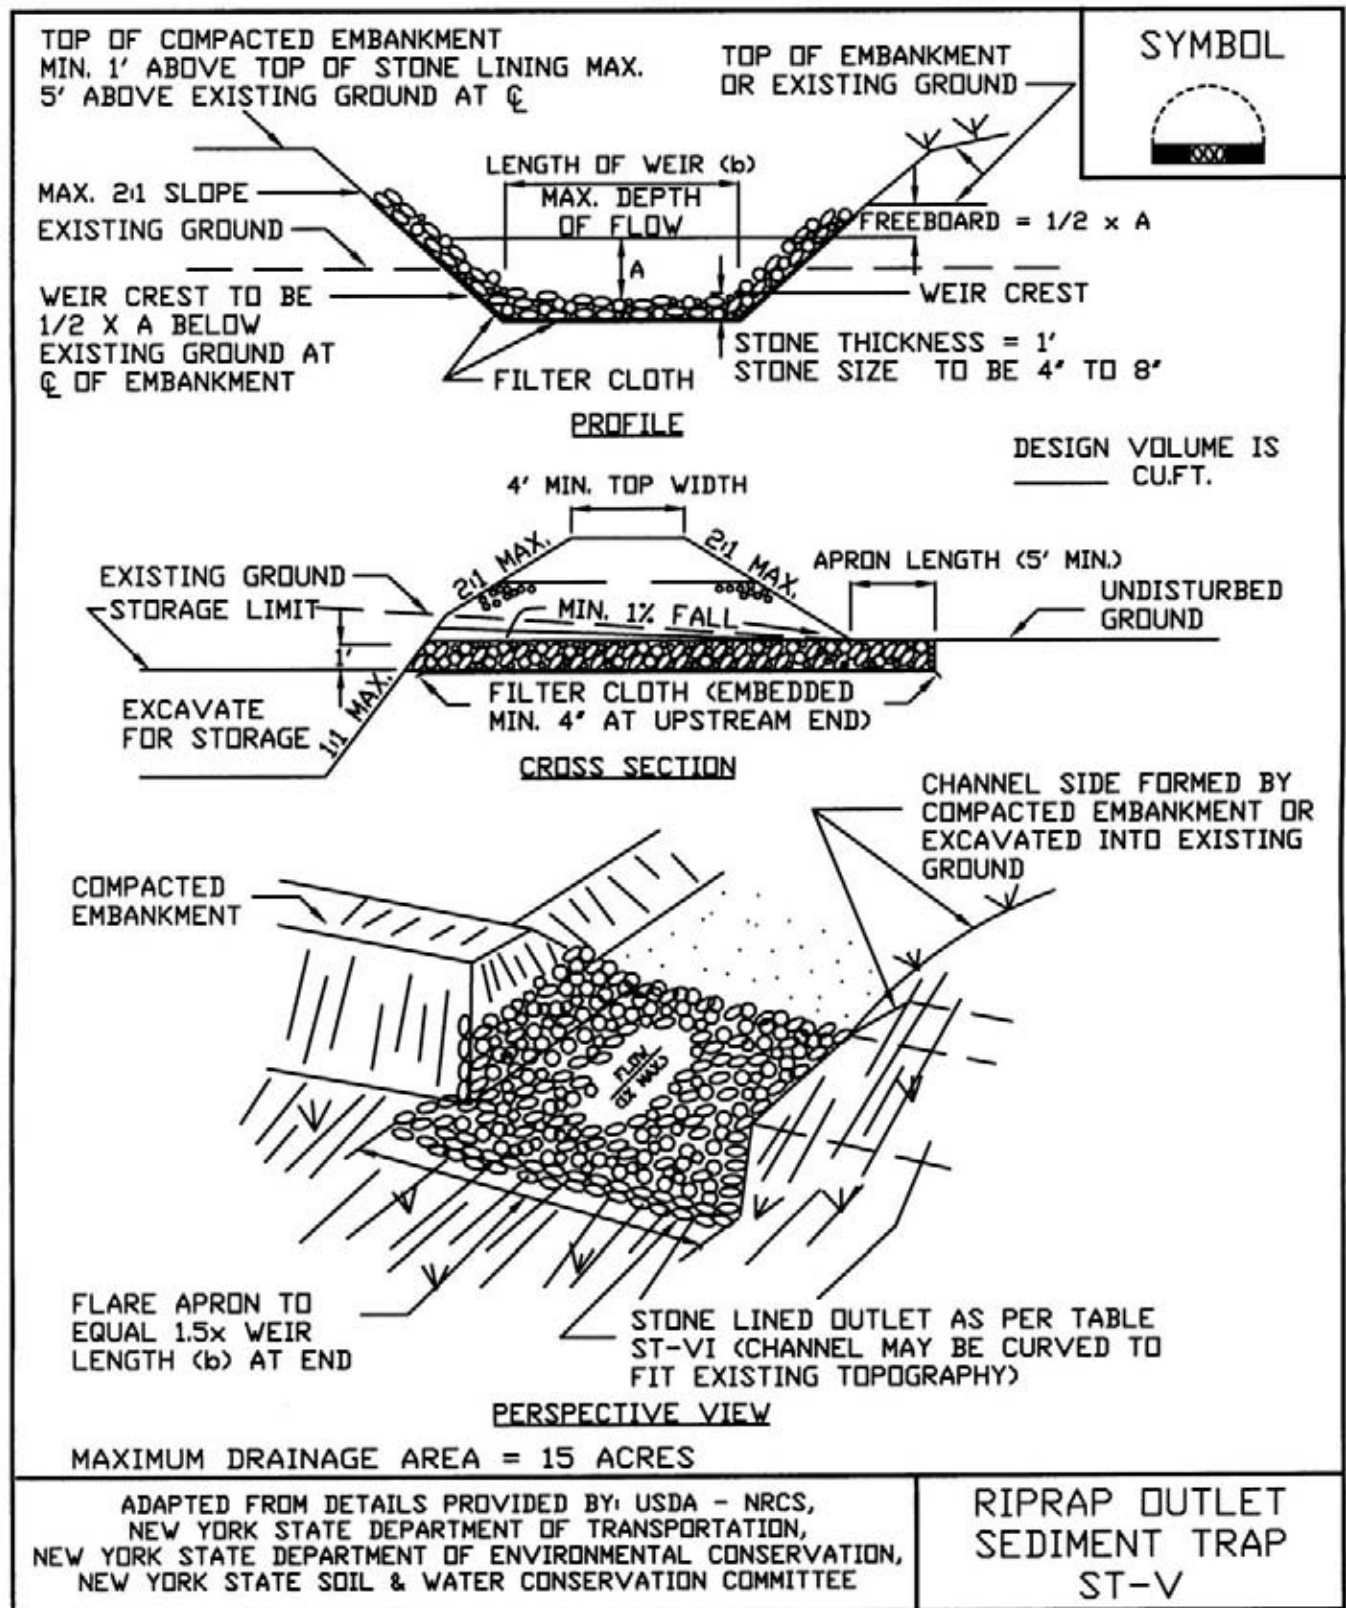 TOP OF COMPACTED EMBANKMENT
MIN. 1' ABOVE TOP OF STONE LINING MAX.
5' ABOVE EXISTING GROUND AT ℄
TOP OF EMBANKMENT
OR EXISTING GROUND
SYMBOL
LENGTH OF WEIR (b)
MAX. DEPTH
OF FLOW
MAX. 2:1 SLOPE
EXISTING GROUND
FREEBOARD = 1/2 x A
A
WEIR CREST TO BE
1/2 X A BELOW
EXISTING GROUND AT
℄ OF EMBANKMENT
WEIR CREST
STONE THICKNESS = 1'
STONE SIZE TO BE 4" TO 8"
FILTER CLOTH
PROFILE
DESIGN VOLUME IS
______ CU.FT.
4' MIN. TOP WIDTH
2:1 MAX.
2:1 MAX.
APRON LENGTH (5' MIN.)
EXISTING GROUND
STORAGE LIMIT
MIN. 1% FALL
UNDISTURBED
GROUND
1'
EXCAVATE
FOR STORAGE
1:1 MAX.
FILTER CLOTH (EMBEDDED
MIN. 4" AT UPSTREAM END)
CROSS SECTION
CHANNEL SIDE FORMED BY
COMPACTED EMBANKMENT OR
EXCAVATED INTO EXISTING
GROUND
COMPACTED
EMBANKMENT
FLOW
(1% MAX.)
FLARE APRON TO
EQUAL 1.5x WEIR
LENGTH (b) AT END
STONE LINED OUTLET AS PER TABLE
ST-VI (CHANNEL MAY BE CURVED TO
FIT EXISTING TOPOGRAPHY)
PERSPECTIVE VIEW
MAXIMUM DRAINAGE AREA = 15 ACRES
ADAPTED FROM DETAILS PROVIDED BY: USDA - NRCS,
NEW YORK STATE DEPARTMENT OF TRANSPORTATION,
NEW YORK STATE DEPARTMENT OF ENVIRONMENTAL CONSERVATION,
NEW YORK STATE SOIL & WATER CONSERVATION COMMITTEE
RIPRAP OUTLET
SEDIMENT TRAP
ST-V